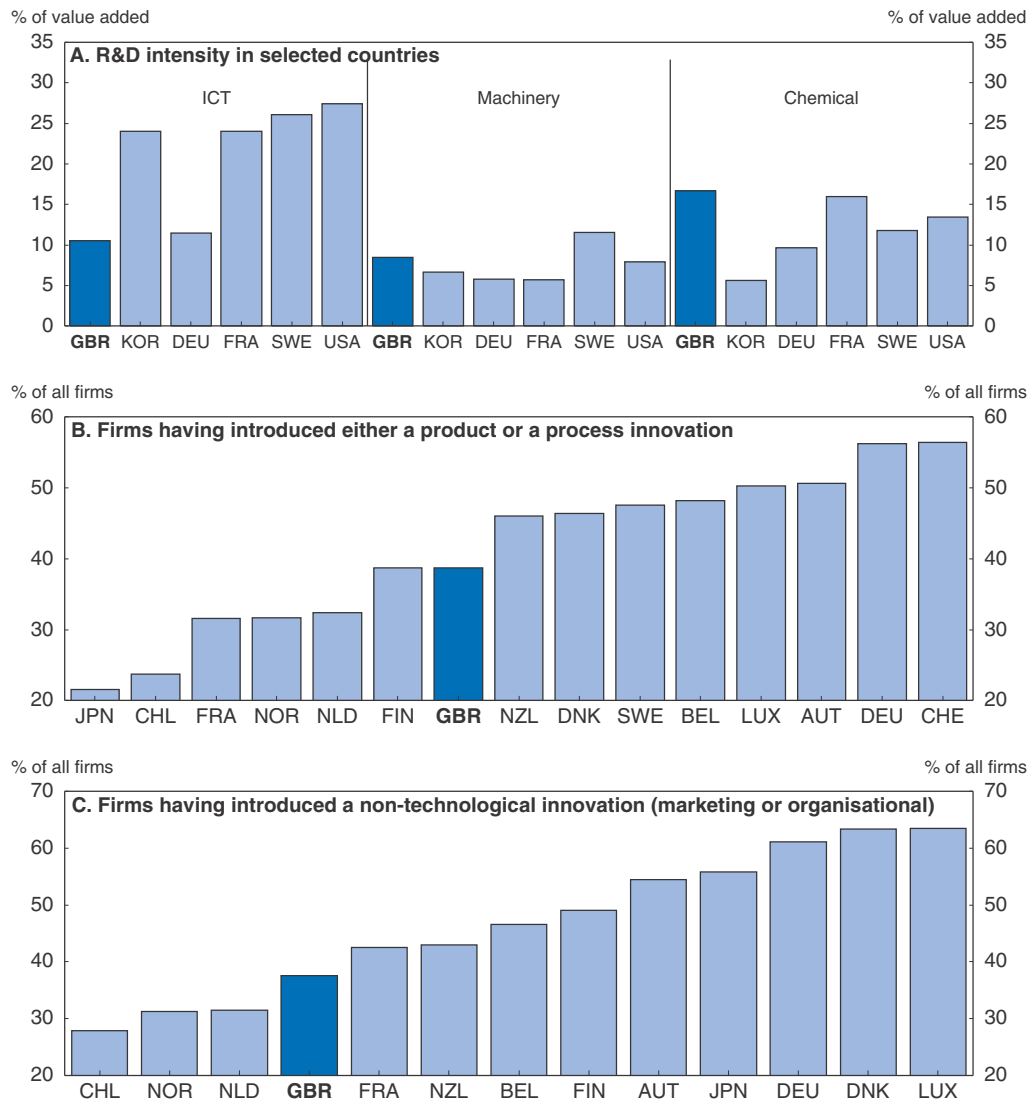 % of value added % of value added
35 35
A. R&D intensity in selected countries
30 30
ICT Machinery Chemical
25 25
20 20
15 15
10 10
5 5
0 0
GBR KOR DEU FRA SWE USA GBR KOR DEU FRA SWE USA GBR KOR DEU FRA SWE USA
% of all firms % of all firms
60 60
B. Firms having introduced either a product or a process innovation
50 50
40 40
30 30
20 20
JPN CHL FRA NOR NLD FIN GBR NZL DNK SWE BEL LUX AUT DEU CHE
% of all firms % of all firms
70 70
C. Firms having introduced a non-technological innovation (marketing or organisational)
60 60
50 50
40 40
30 30
20 20
CHL NOR NLD GBR FRA NZL BEL FIN AUT JPN DEU DNK LUX